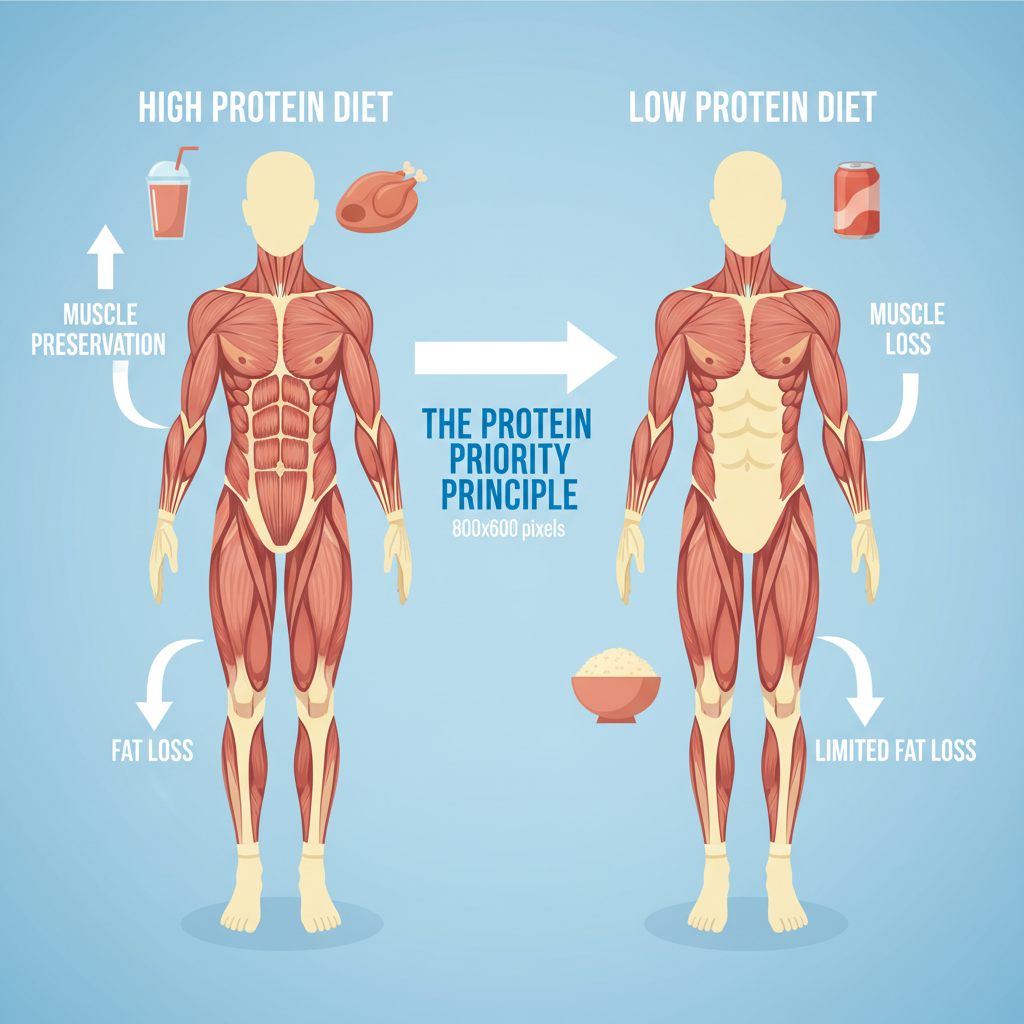 HIGH PROTEIN DIET
LOW PROTEIN DIET
MUSCLE
PRESERVATION
MUSCLE
LOSS
THE PROTEIN
PRIORITY
PRINCIPLE
800x600 pixels
FAT LOSS
LIMITED FAT LOSS